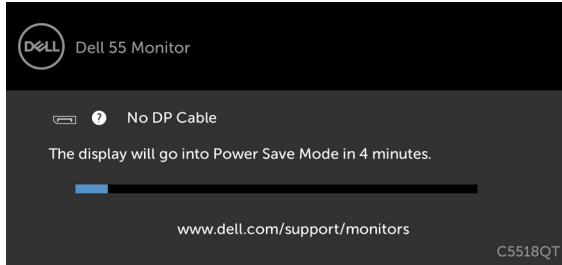 DELL Dell 55 Monitor
? No DP Cable
The display will go into Power Save Mode in 4 minutes.
www.dell.com/support/monitors
C5518QT